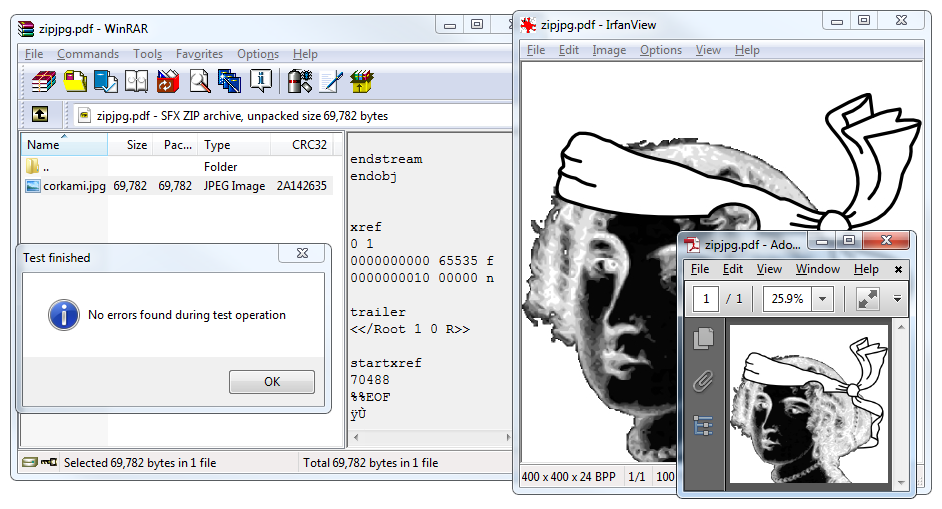 zipjpg.pdf - WinRAR
File Commands Tools Favorites Options Help
zipjpg.pdf - SFX ZIP archive, unpacked size 69,782 bytes
Name Size Pac... Type CRC32
.. Folder
corkami.jpg 69,782 69,782 JPEG Image 2A142635
endstream
endobj
xref
0 1
0000000000 65535 f
0000000010 00000 n
trailer
<</Root 1 0 R>>
startxref
70488
%%EOF
ÿÙ
Test finished
No errors found during test operation
OK
Selected 69,782 bytes in 1 file
Total 69,782 bytes in 1 file
zipjpg.pdf - IrfanView
File Edit Image Options View Help
400 x 400 x 24 BPP 1/1 100
zipjpg.pdf - Ado...
File Edit View Window Help
1 / 1 25.9%